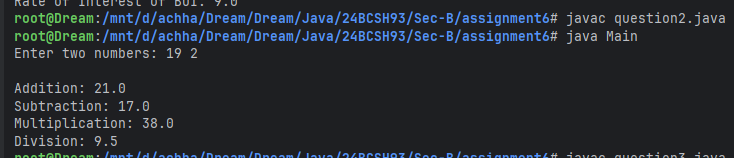 Rate of Interest of BOI: 9.0
root@Dream:/mnt/d/achha/Dream/Dream/Java/24BCSH93/Sec-B/assignment6# javac question2.java
root@Dream:/mnt/d/achha/Dream/Dream/Java/24BCSH93/Sec-B/assignment6# java Main
Enter two numbers: 19 2
Addition: 21.0
Subtraction: 17.0
Multiplication: 38.0
Division: 9.5
root@Dream:/mnt/d/achha/Dream/Dream/Java/24BCSH93/Sec-B/assignment6# javac question3.java